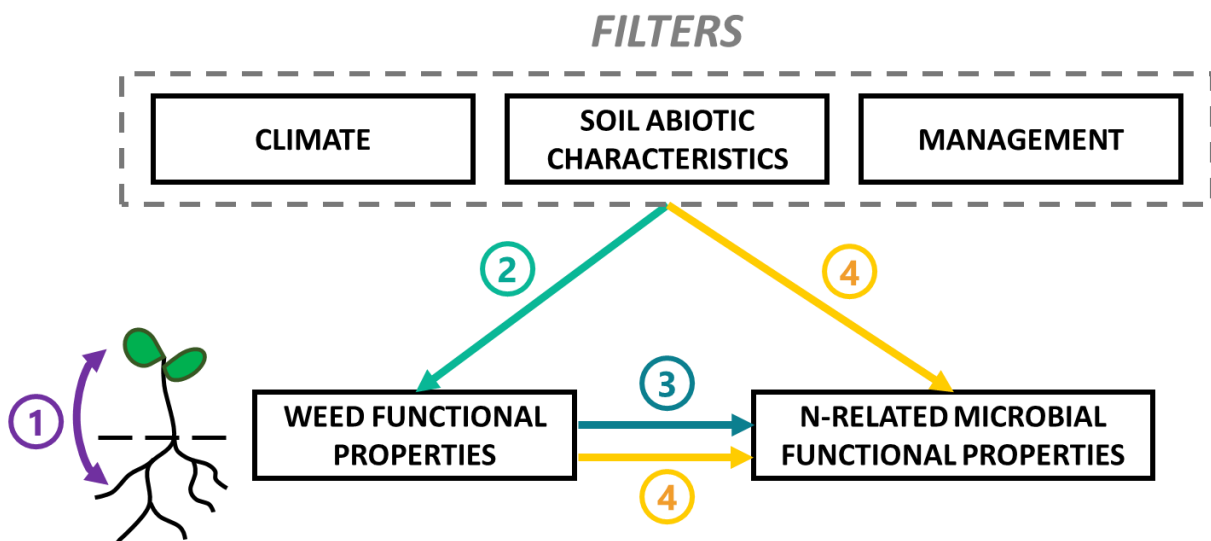 FILTERS
CLIMATE
SOIL ABIOTIC
CHARACTERISTICS
MANAGEMENT
2
4
1
3
WEED FUNCTIONAL
PROPERTIES
N-RELATED MICROBIAL
FUNCTIONAL PROPERTIES
4